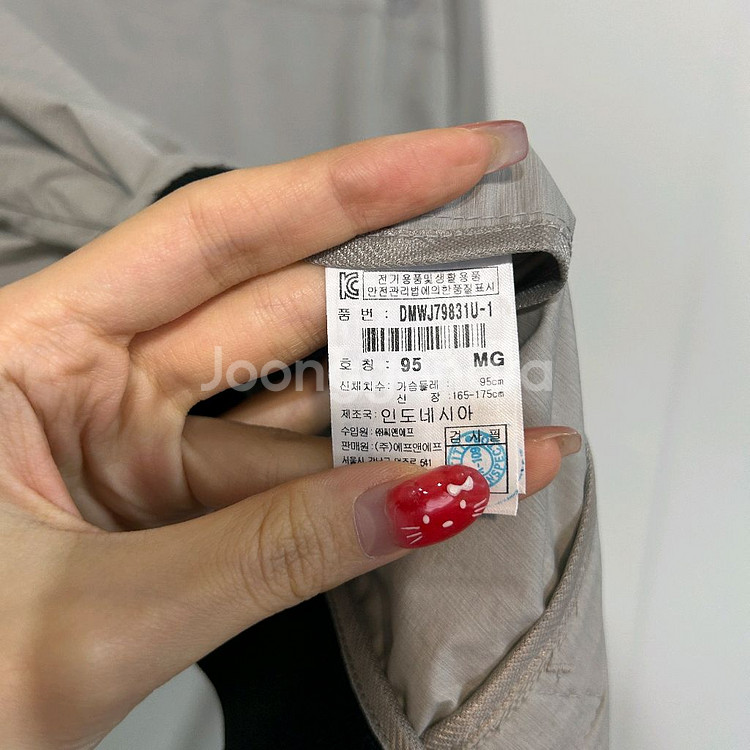 전기용품및생활용품
안전관리법에의한품질표시
품 번 : DMWJ79831U-1
호 칭 : 95 MG
신체치수: 가슴둘레 : 95cm
신 장 :165-175cm
제조국: 인도네시아
수입원: ㈜씨앤에프
판매원: (주)에프앤에프
검사필
541
Joongna